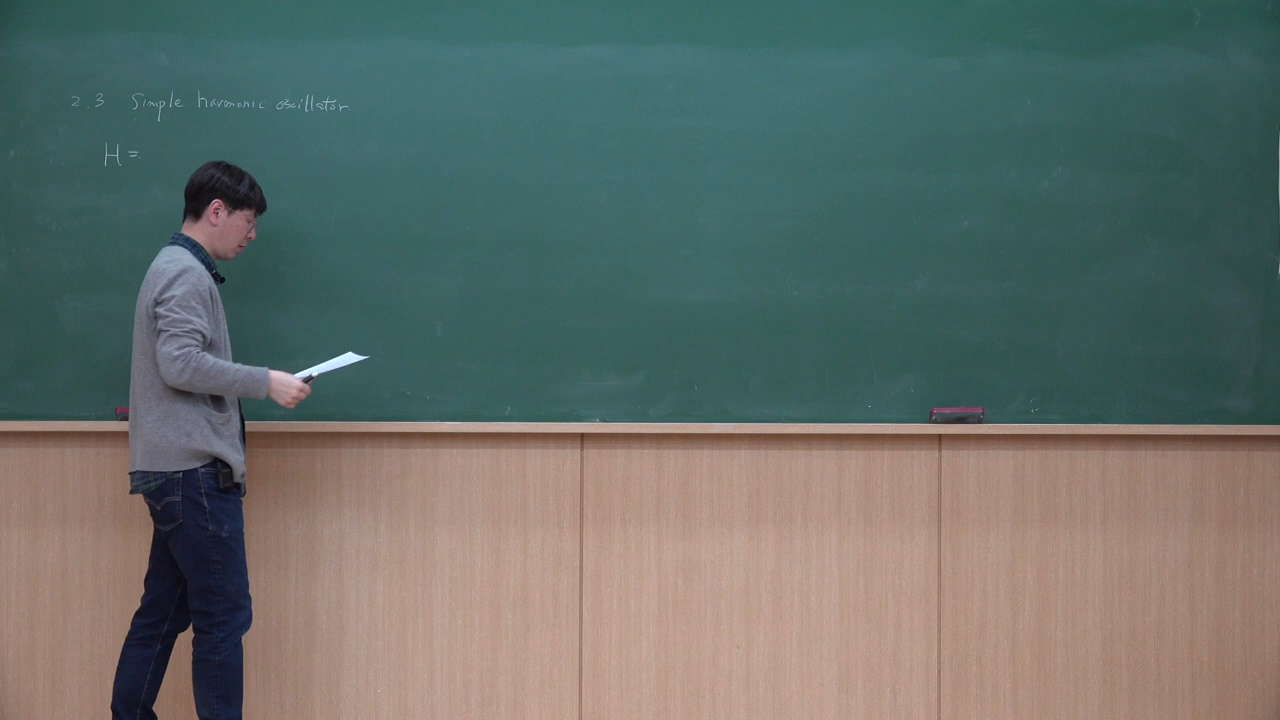 2.3 Simple harmonic oscillator
H =